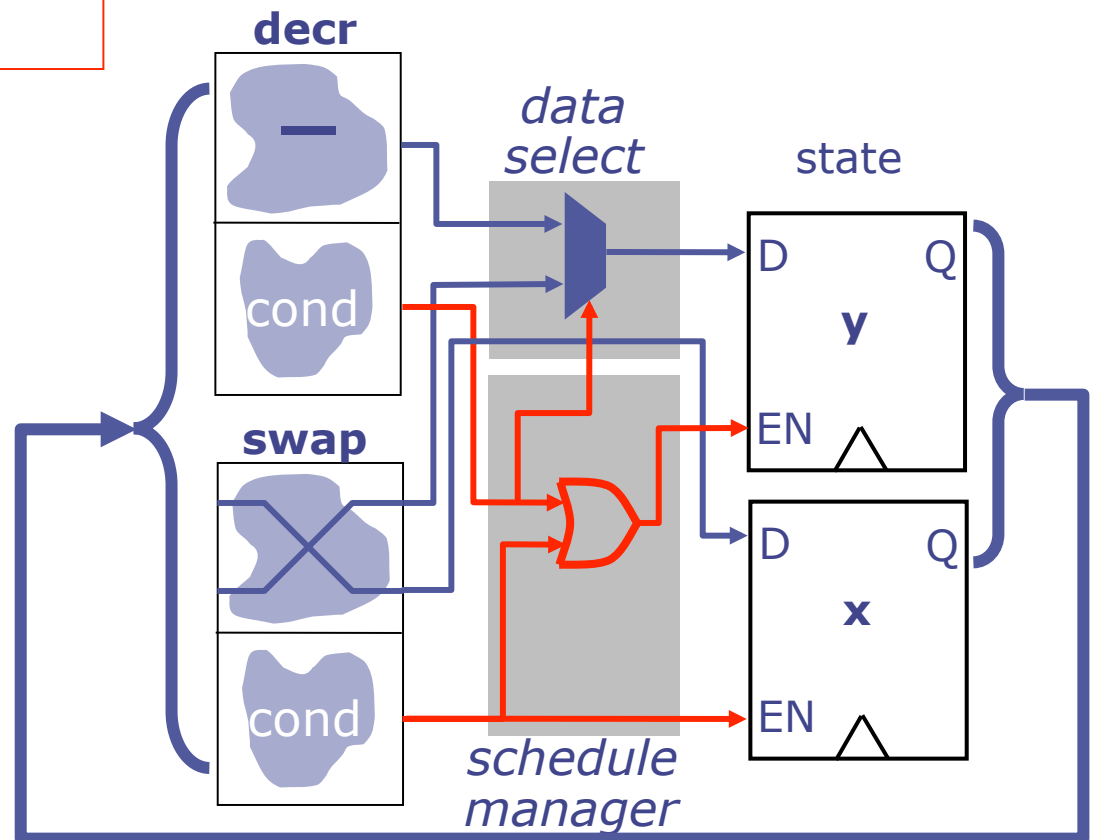 decr
data
select
state
D
Q
y
EN
cond
swap
D
Q
x
EN
cond
schedule
manager